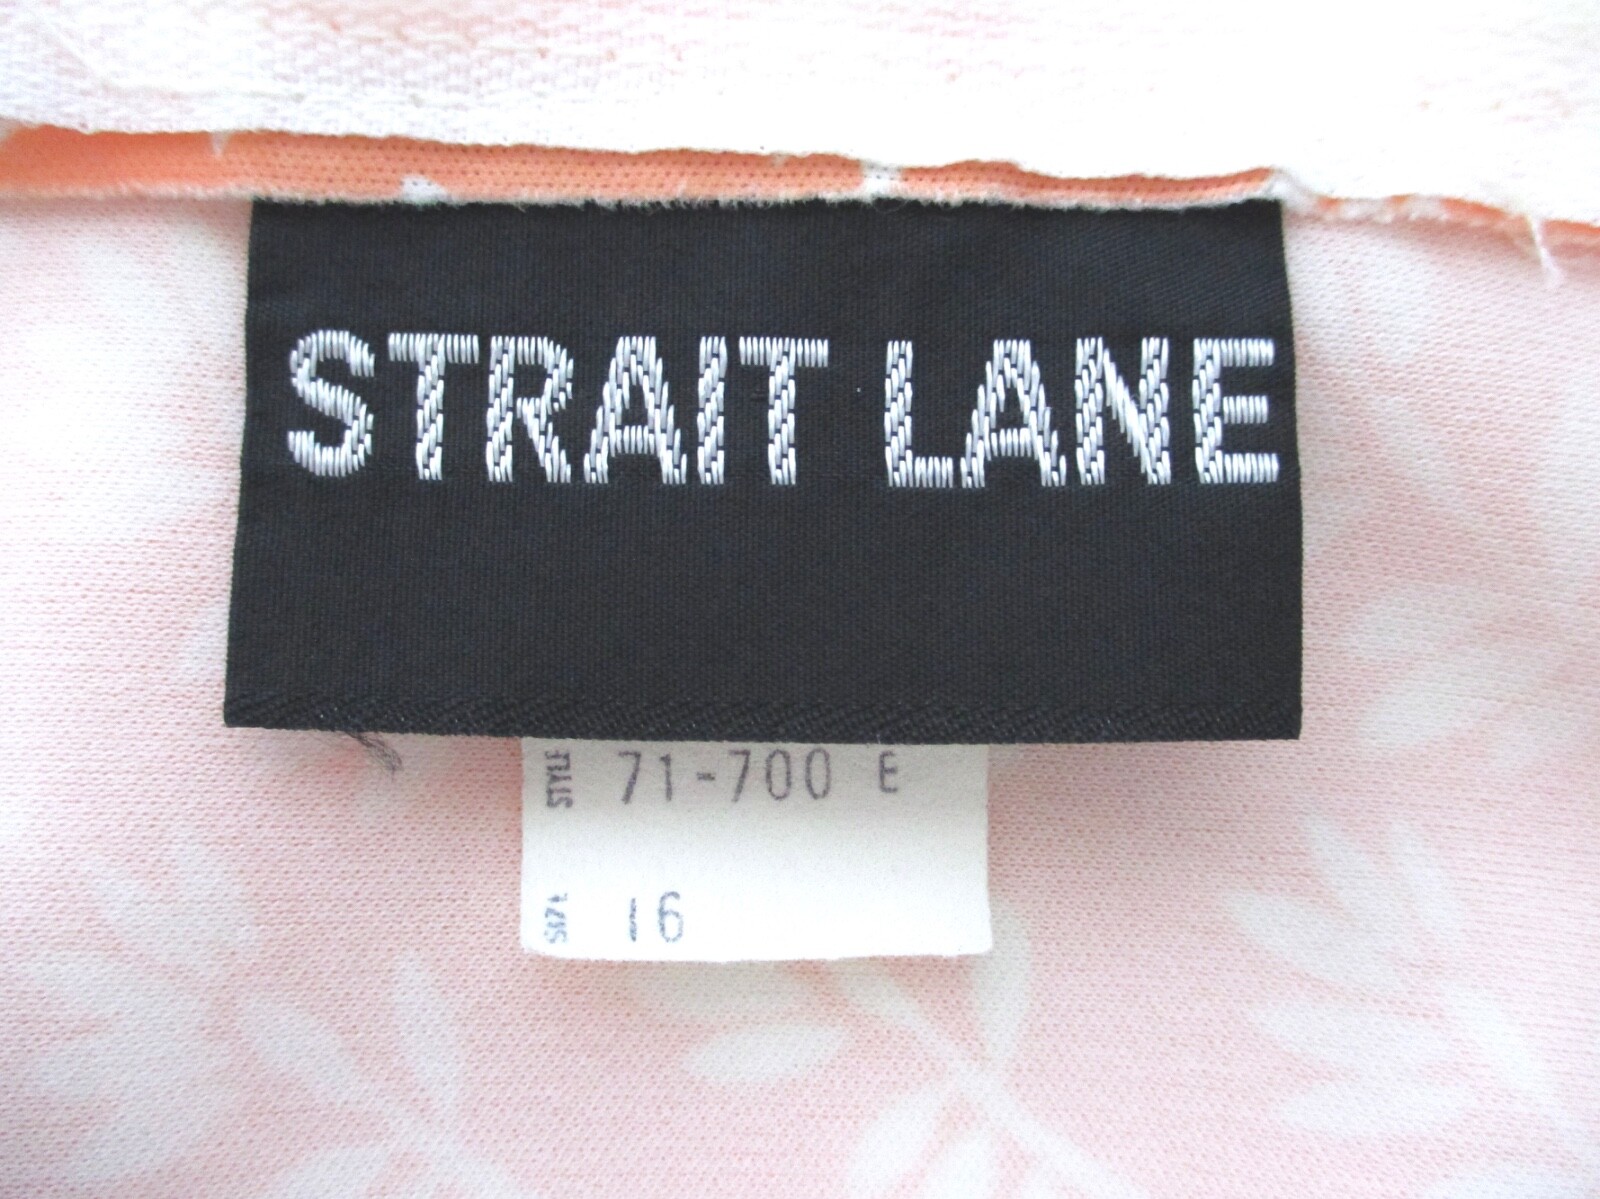 STRAIT LANE
STYLE 71-700 E
SIZE 16